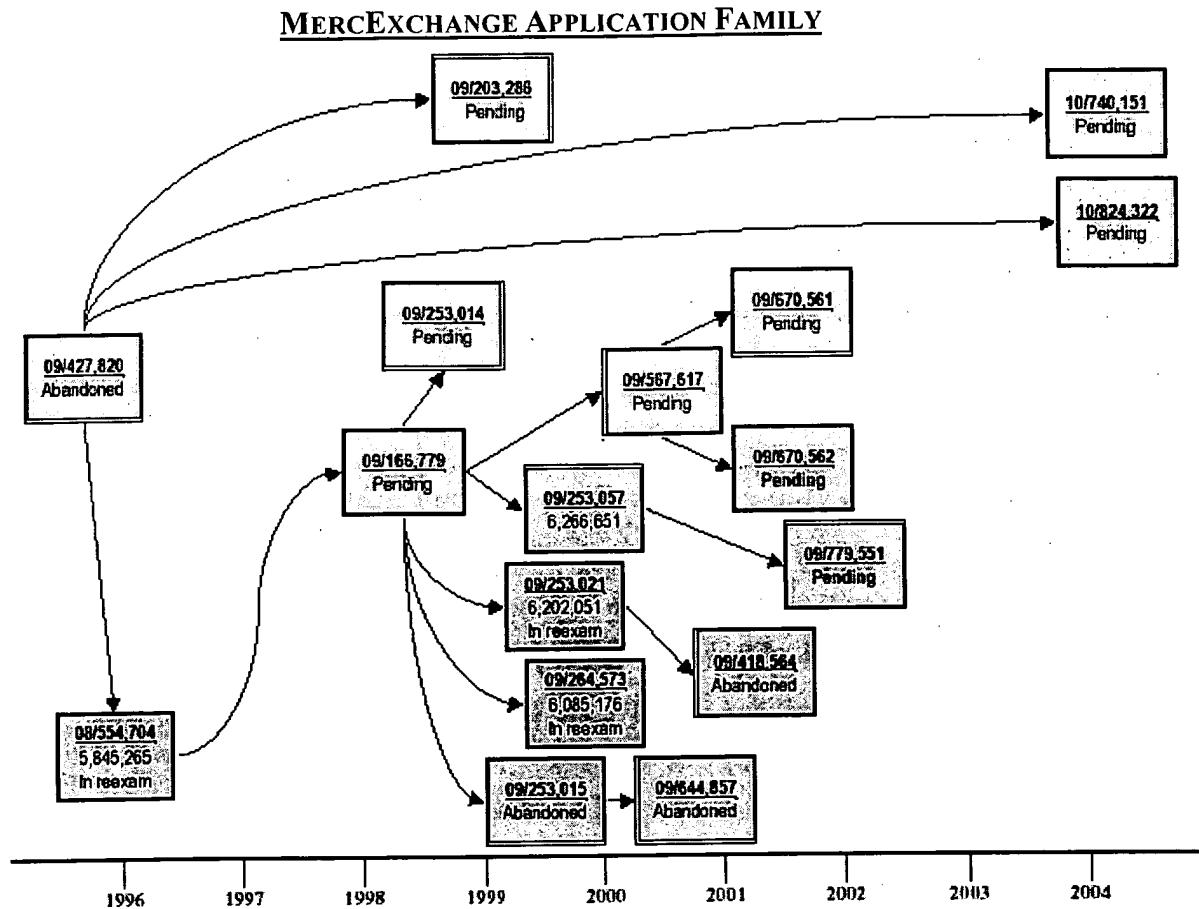 MERCEXCHANGE APPLICATION FAMILY
09/203,286
Pending
10/740,151
Pending
10/824,322
Pending
09/253,014
Pending
09/670,561
Pending
09/427,820
Abandoned
09/567,617
Pending
09/166,779
Pending
09/670,562
Pending
09/253,057
6,266,651
09/779,551
Pending
09/253,021
6,202,051
In reexam
09/418,564
Abandoned
09/264,573
6,085,176
In reexam
08/554,704
5,845,265
In reexam
09/253,015
Abandoned
09/644,857
Abandoned
1996 1997 1998 1999 2000 2001 2002 2003 2004